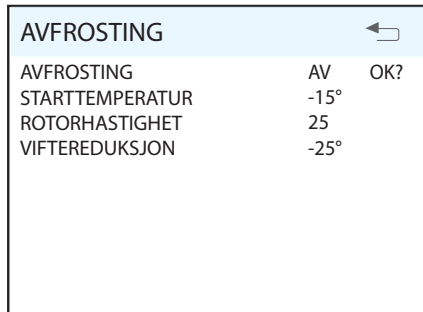 AVFROSTING
AVFROSTING AV OK?
STARTTEMPERATUR -15°
ROTORHASTIGHET 25
VIFTEREDUKSJON -25°